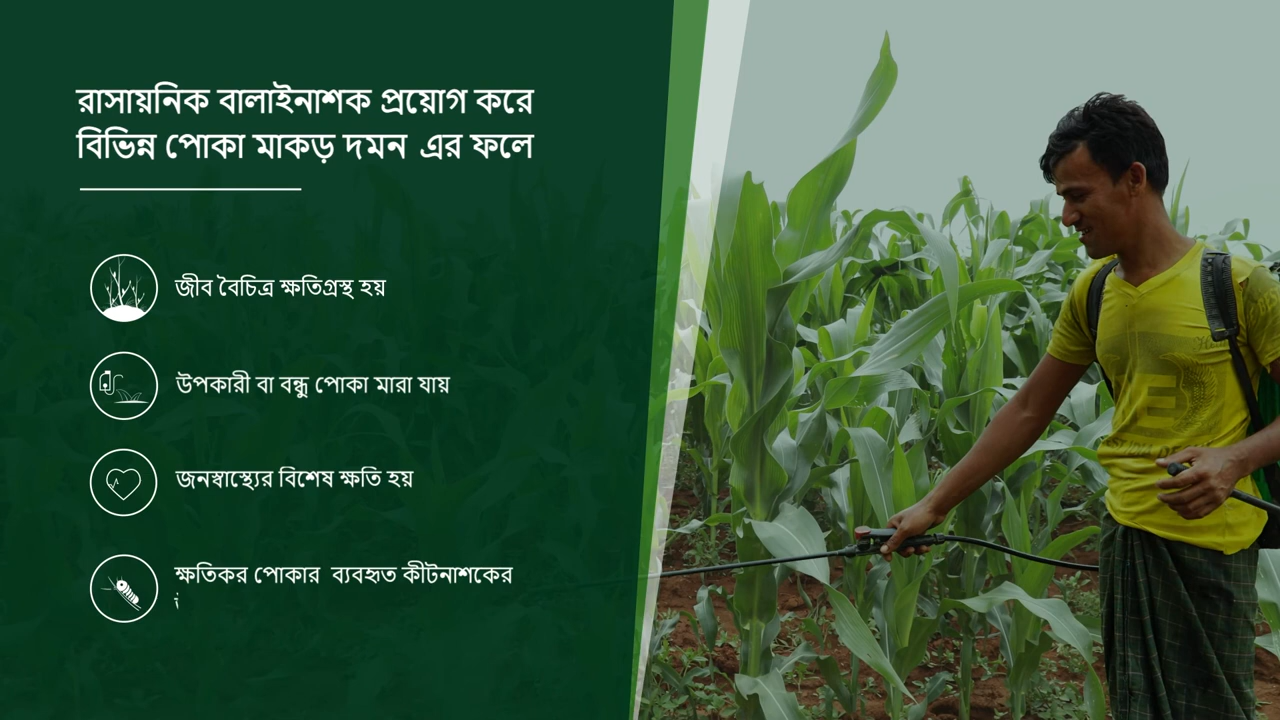 রাসায়নিক বালাইনাশক প্রয়োগ করে
বিভিন্ন পোকা মাকড় দমন এর ফলে
জীব বৈচিত্র ক্ষতিগ্রস্থ হয়
উপকারী বা বন্ধু পোকা মারা যায়
জনস্বাস্থ্যের বিশেষ ক্ষতি হয়
ক্ষতিকর পোকার ব্যবহৃত কীটনাশকের